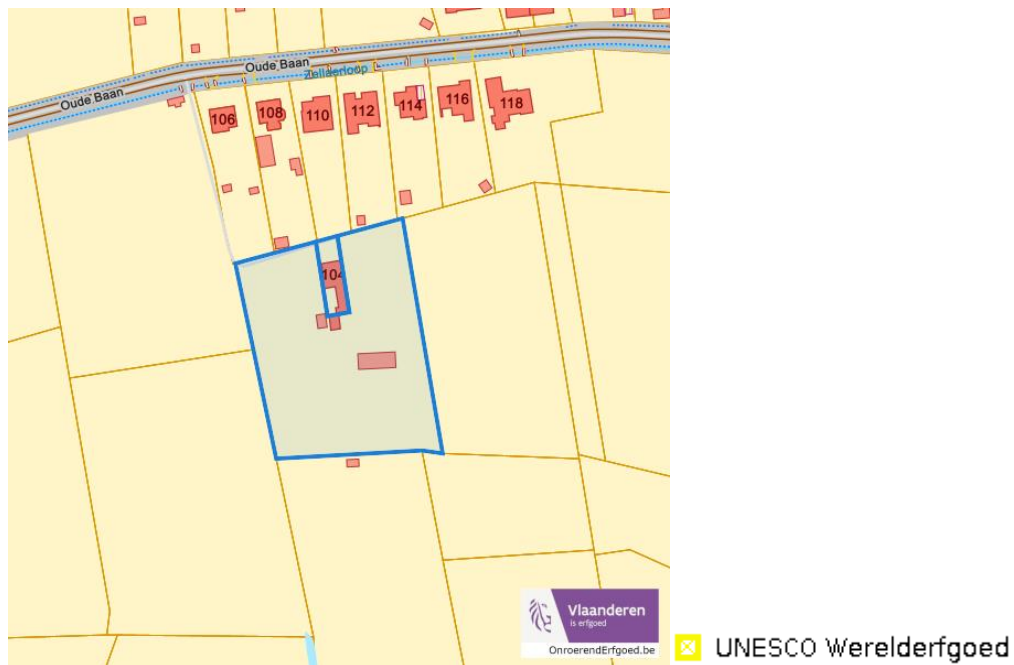 Oude Baan
Oude Baan
Zellaerloop
106
108
110
112
114
116
118
104
Vlaanderen
is erfgoed
OnroerendErfgoed.be
UNESCO Werelderfgoed